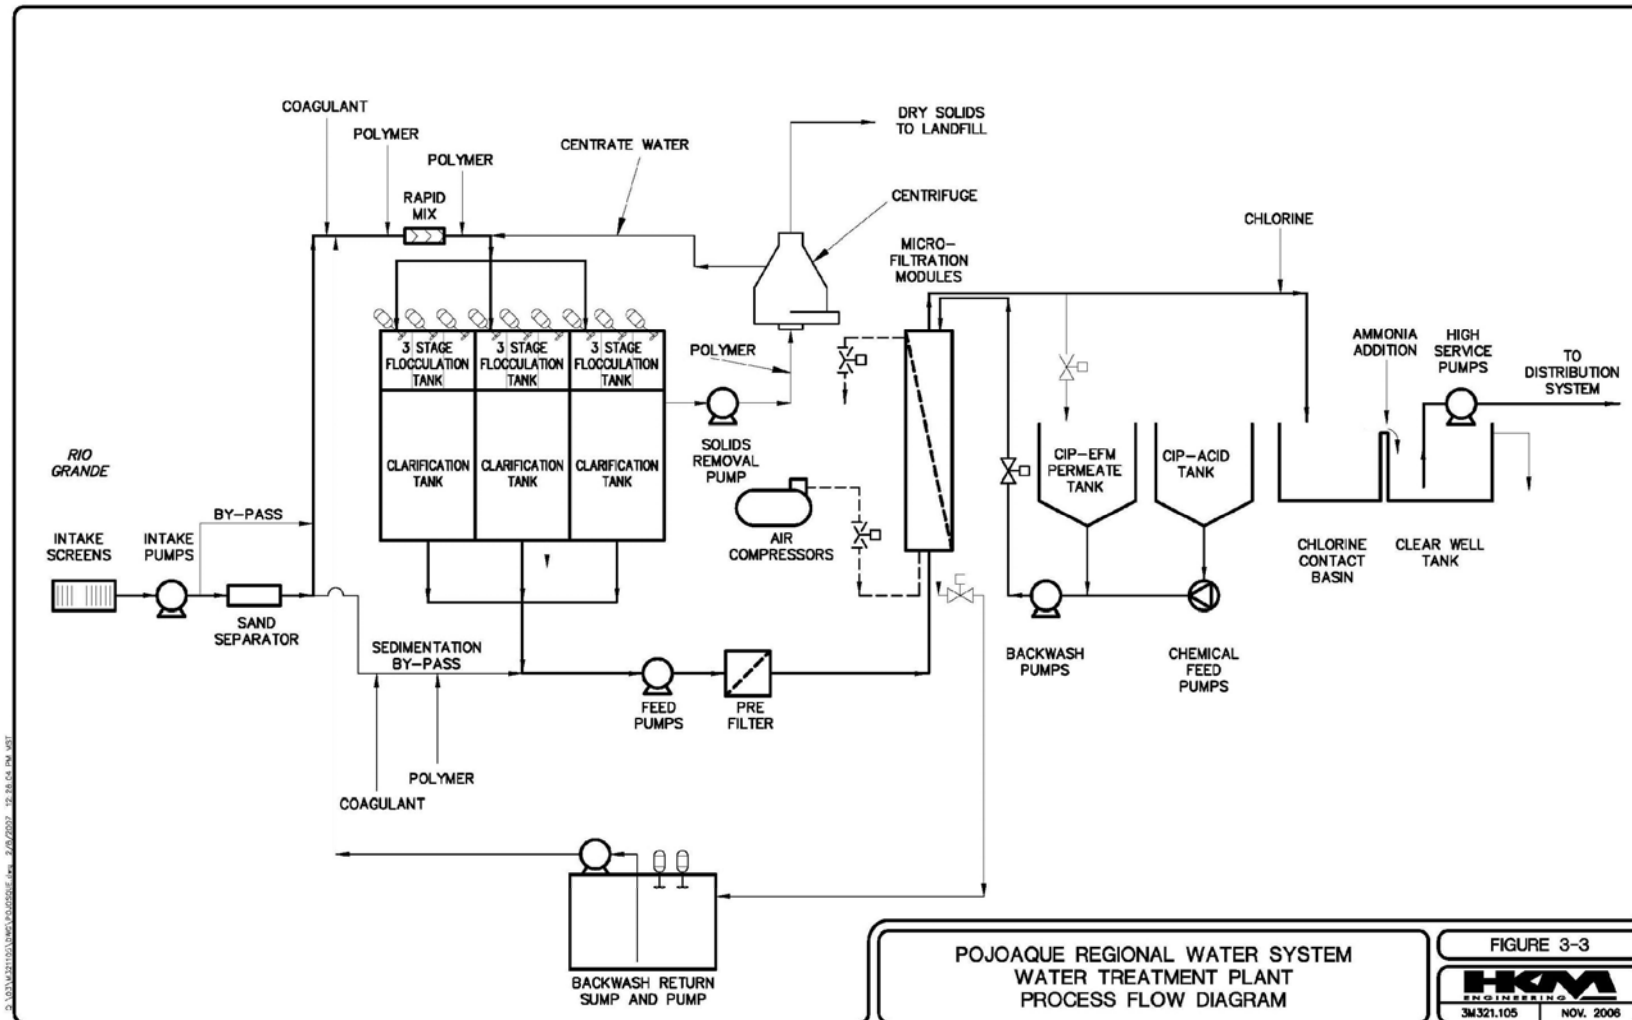 COAGULANT
POLYMER
POLYMER
RAPID
MIX
CENTRATE WATER
DRY SOLIDS
TO LANDFILL
CENTRIFUGE
MICRO-
FILTRATION
MODULES
CHLORINE
3 STAGE
FLOCCULATION
TANK
3 STAGE
FLOCCULATION
TANK
3 STAGE
FLOCCULATION
TANK
POLYMER
AMMONIA
ADDITION
HIGH
SERVICE
PUMPS
TO
DISTRIBUTION
SYSTEM
RIO
GRANDE
CLARIFICATION
TANK
CLARIFICATION
TANK
CLARIFICATION
TANK
SOLIDS
REMOVAL
PUMP
CIP-EFM
PERMEATE
TANK
CIP-ACID
TANK
BY-PASS
INTAKE
SCREENS
INTAKE
PUMPS
AIR
COMPRESSORS
CHLORINE
CONTACT
BASIN
CLEAR WELL
TANK
SAND
SEPARATOR
SEDIMENTATION
BY-PASS
BACKWASH
PUMPS
CHEMICAL
FEED
PUMPS
FEED
PUMPS
PRE
FILTER
POLYMER
COAGULANT
BACKWASH RETURN
SUMP AND PUMP
POJOAQUE REGIONAL WATER SYSTEM
WATER TREATMENT PLANT
PROCESS FLOW DIAGRAM
FIGURE 3-3
HKM
ENGINEERING
3M321.105
NOV. 2006